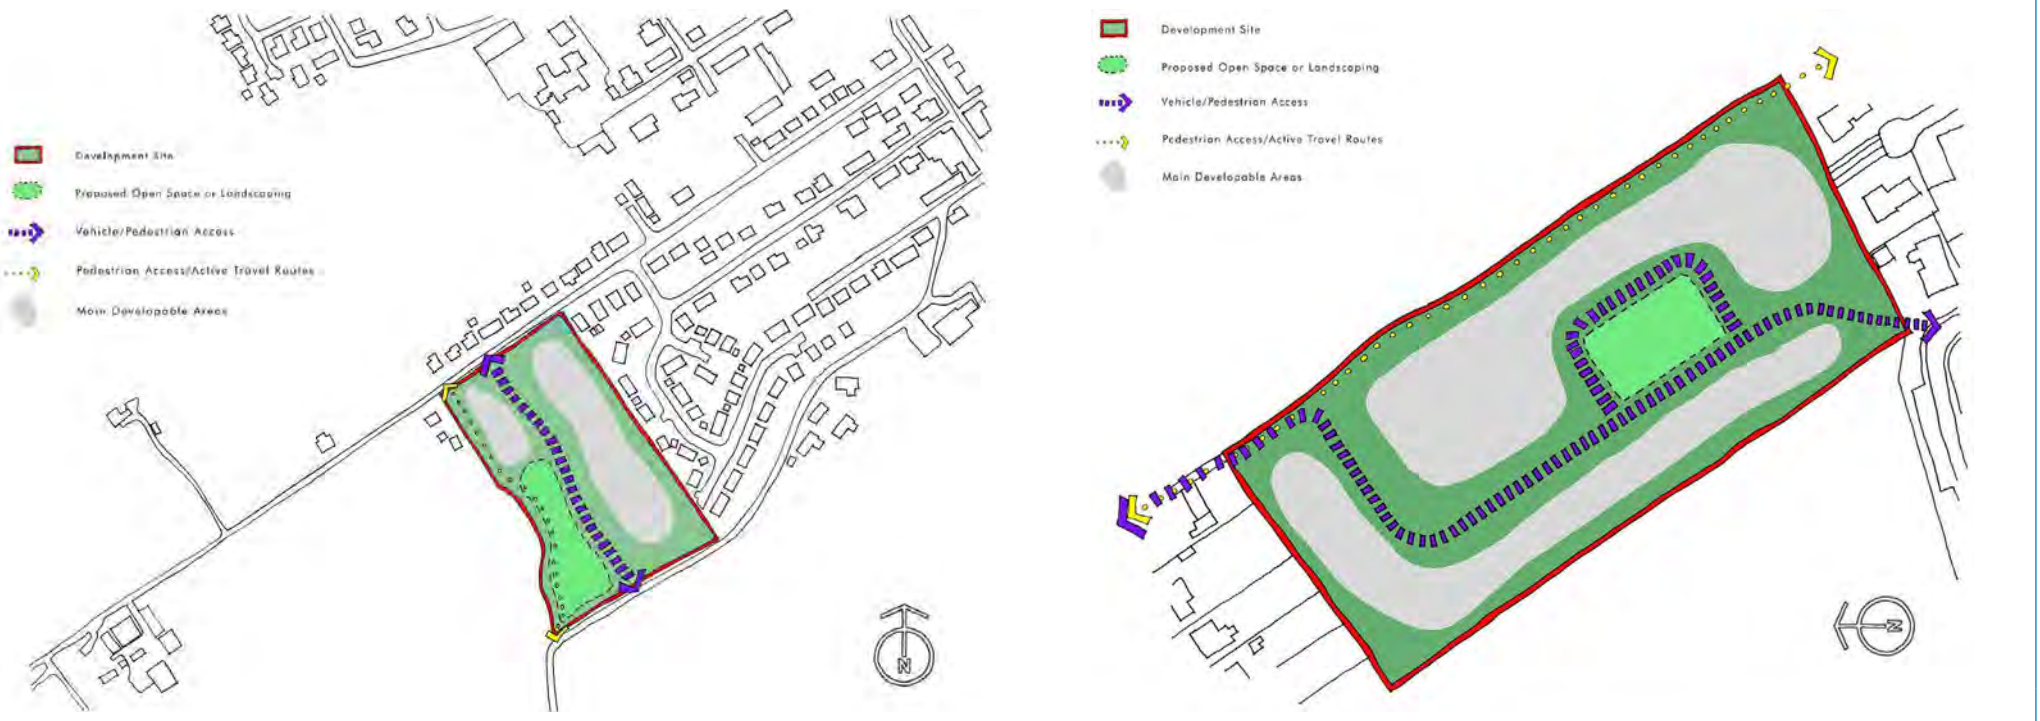 Development Site
Proposed Open Space or Landscaping
Vehicle/Pedestrian Access
Pedestrian Access/Active Travel Routes
Main Developable Areas
N
Development Site
Proposed Open Space or Landscaping
Vehicle/Pedestrian Access
Pedestrian Access/Active Travel Routes
Main Developable Areas
N